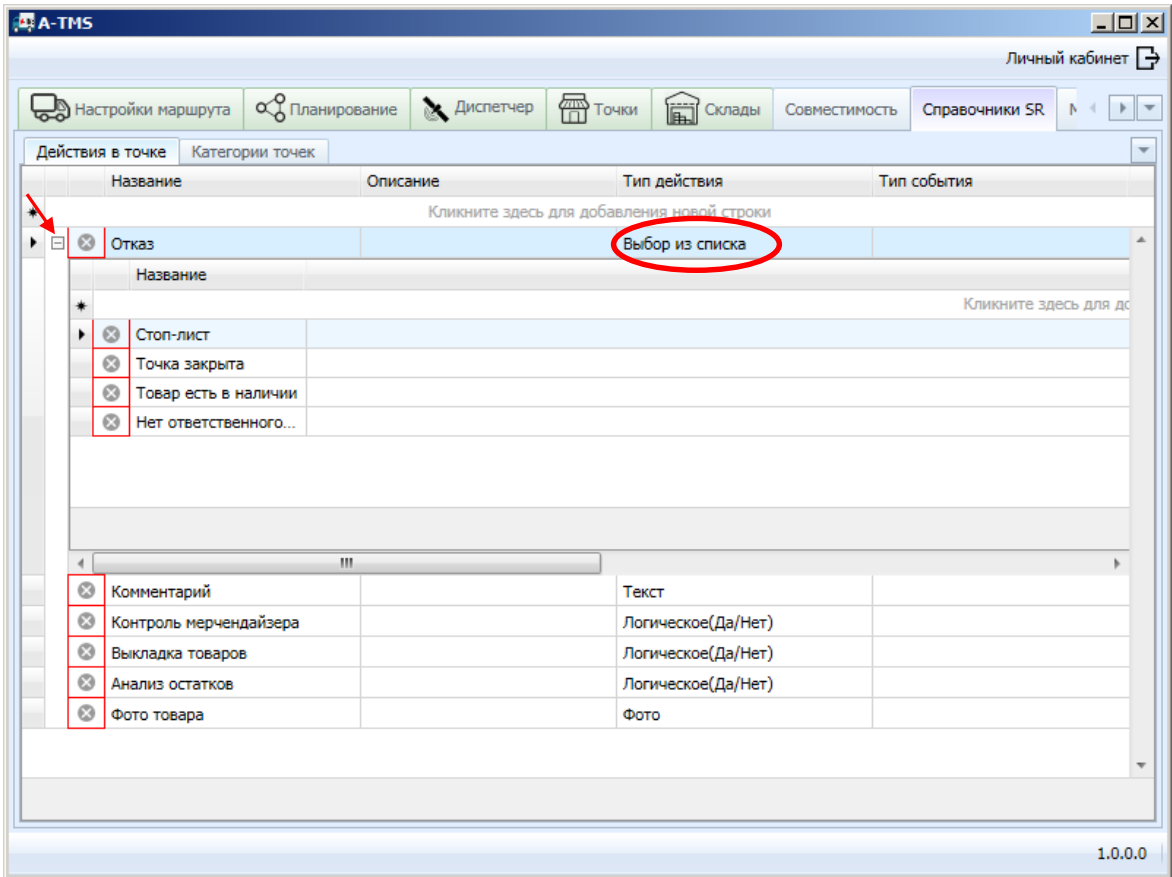 A-TMS
Личный кабинет
Настройки маршрута Планирование Диспетчер Точки Склады Совместимость Справочники SR
Действия в точке Категории точек
Название Описание Тип действия Тип события
Кликните здесь для добавления новой строки
Отказ Выбор из списка
Название
Кликните здесь для дс
Стоп-лист
Точка закрыта
Товар есть в наличии
Нет ответственного...
Комментарий Текст
Контроль мерчендайзера Логическое(Да/Нет)
Выкладка товаров Логическое(Да/Нет)
Анализ остатков Логическое(Да/Нет)
Фото товара Фото
1.0.0.0